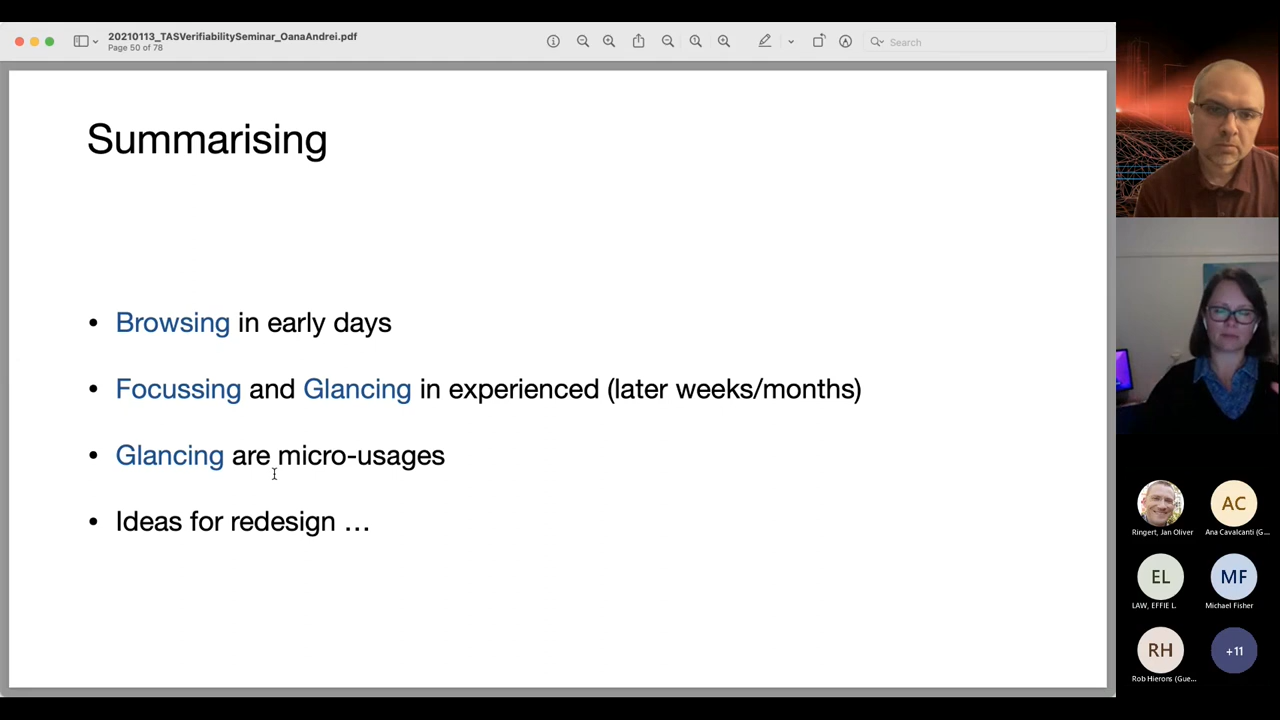 20210113_TASVerifiabilitySeminar_OanaAndrei.pdf
Page 50 of 78
Search
Summarising
• Browsing in early days
• Focussing and Glancing in experienced (later weeks/months)
• Glancing are micro-usages
• Ideas for redesign …
Ringert, Jan Oliver
AC
Ana Cavalcanti (G...
EL
LAW, EFFIE L.
MF
Michael Fisher
RH
Rob Hierons (Gue...
+11